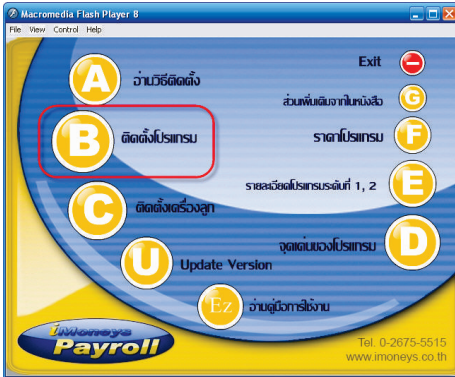 Macromedia Flash Player 8
File View Control Help
A อ่านวิธีติดตั้ง
B ติดตั้งโปรแกรม
C ติดตั้งเครื่องลูก
U Update Version
Ez อ่านคู่มือการใช้งาน
Exit
ส่วนเพิ่มเติมจากในหนังสือ G
ราคาโปรแกรม F
รายละเอียดโปรแกรมระดับที่ 1, 2 E
จุดเด่นของโปรแกรม D
iMoneys
Payroll
Tel. 0-2675-5515
www.imoneys.co.th